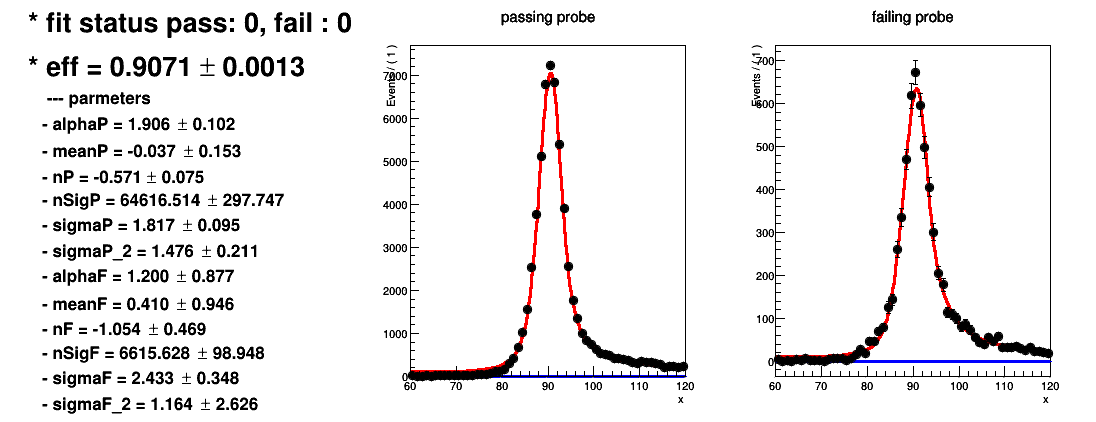 * fit status pass: 0, fail : 0
* eff = 0.9071 ± 0.0013
--- parmeters
- alphaP = 1.906 ± 0.102
- meanP = -0.037 ± 0.153
- nP = -0.571 ± 0.075
- nSigP = 64616.514 ± 297.747
- sigmaP = 1.817 ± 0.095
- sigmaP_2 = 1.476 ± 0.211
- alphaF = 1.200 ± 0.877
- meanF = 0.410 ± 0.946
- nF = -1.054 ± 0.469
- nSigF = 6615.628 ± 98.948
- sigmaF = 2.433 ± 0.348
- sigmaF_2 = 1.164 ± 2.626
passing probe
Events / ( 1 )
7000
6000
5000
4000
3000
2000
1000
0
60 70 80 90 100 110 120
x
failing probe
Events / ( 1 )
700
600
500
400
300
200
100
0
60 70 80 90 100 110 120
x